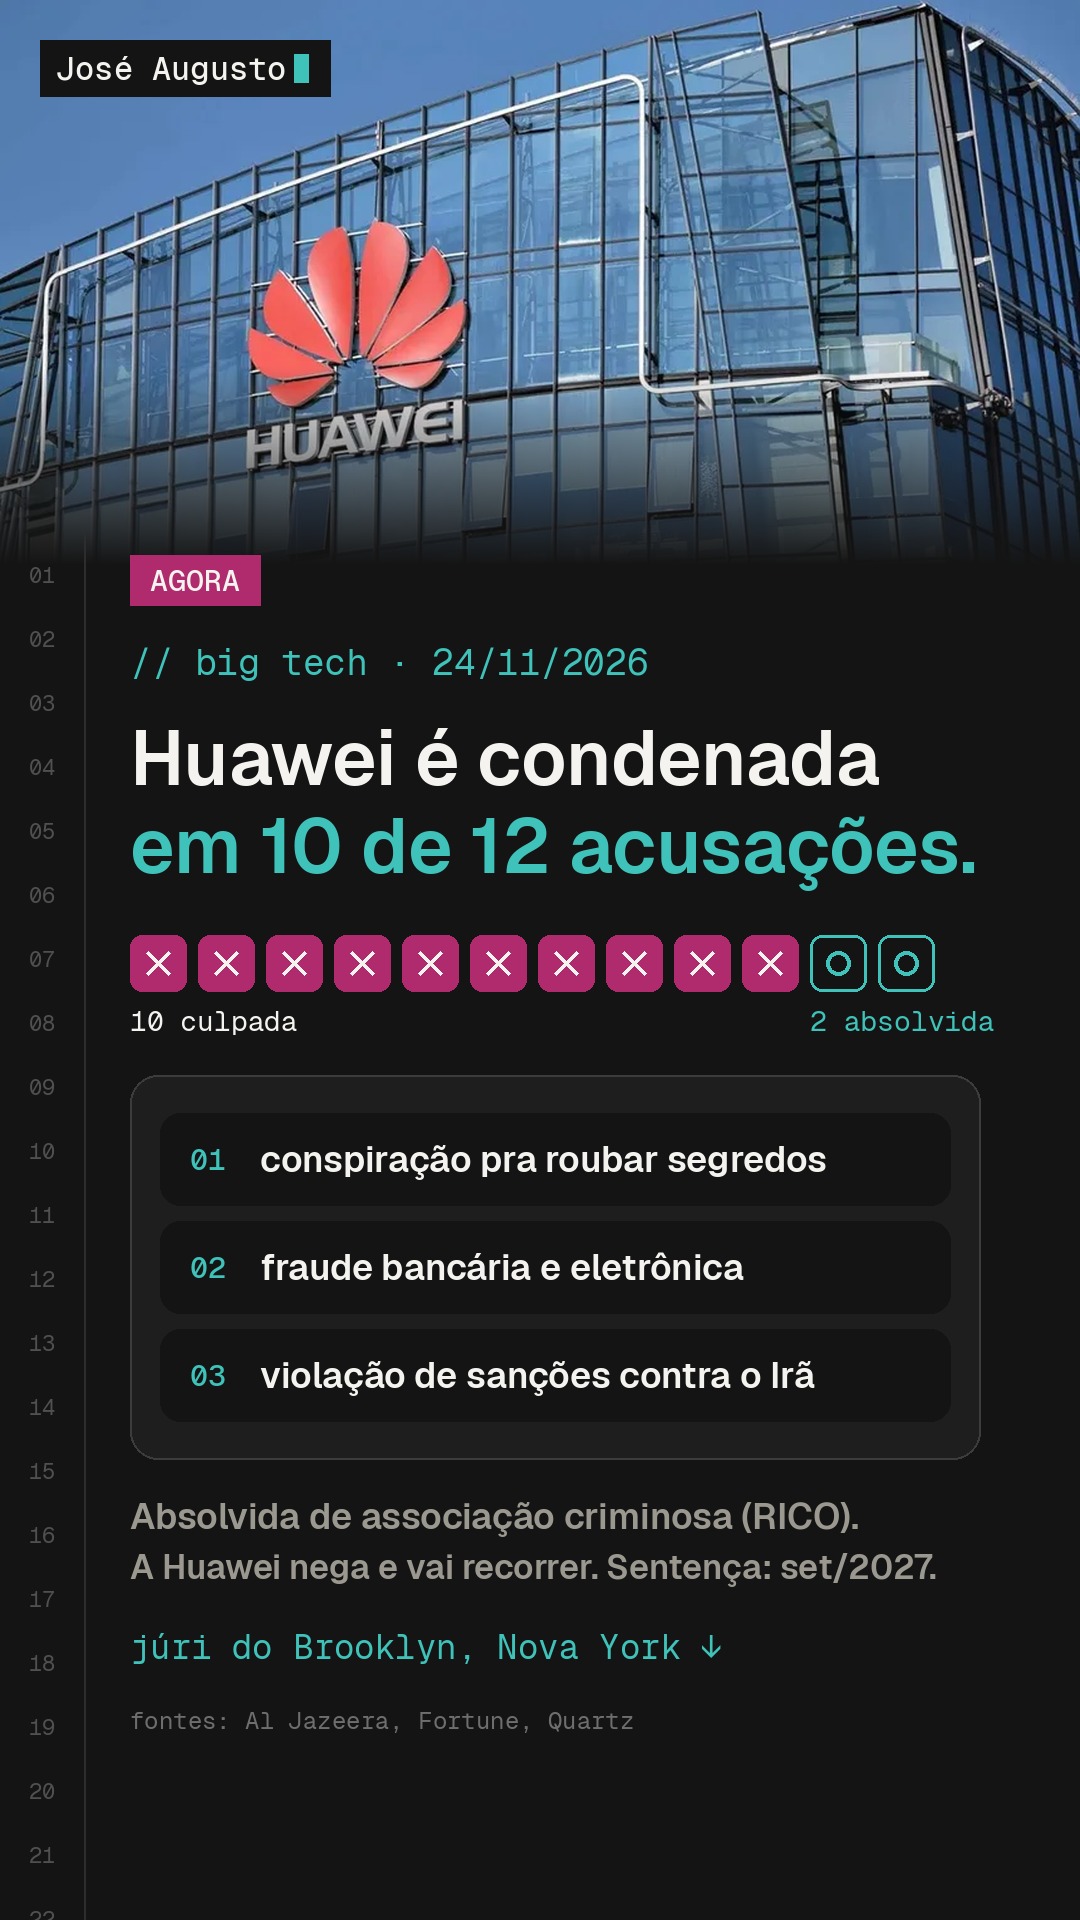 José Augusto
HUAWEI
AGORA
// big tech · 24/11/2026
Huawei é condenada
em 10 de 12 acusações.
10 culpada
2 absolvida
01 conspiração pra roubar segredos
02 fraude bancária e eletrônica
03 violação de sanções contra o Irã
Absolvida de associação criminosa (RICO).
A Huawei nega e vai recorrer. Sentença: set/2027.
júri do Brooklyn, Nova York ↓
fontes: Al Jazeera, Fortune, Quartz
01
02
03
04
05
06
07
08
09
10
11
12
13
14
15
16
17
18
19
20
21
22